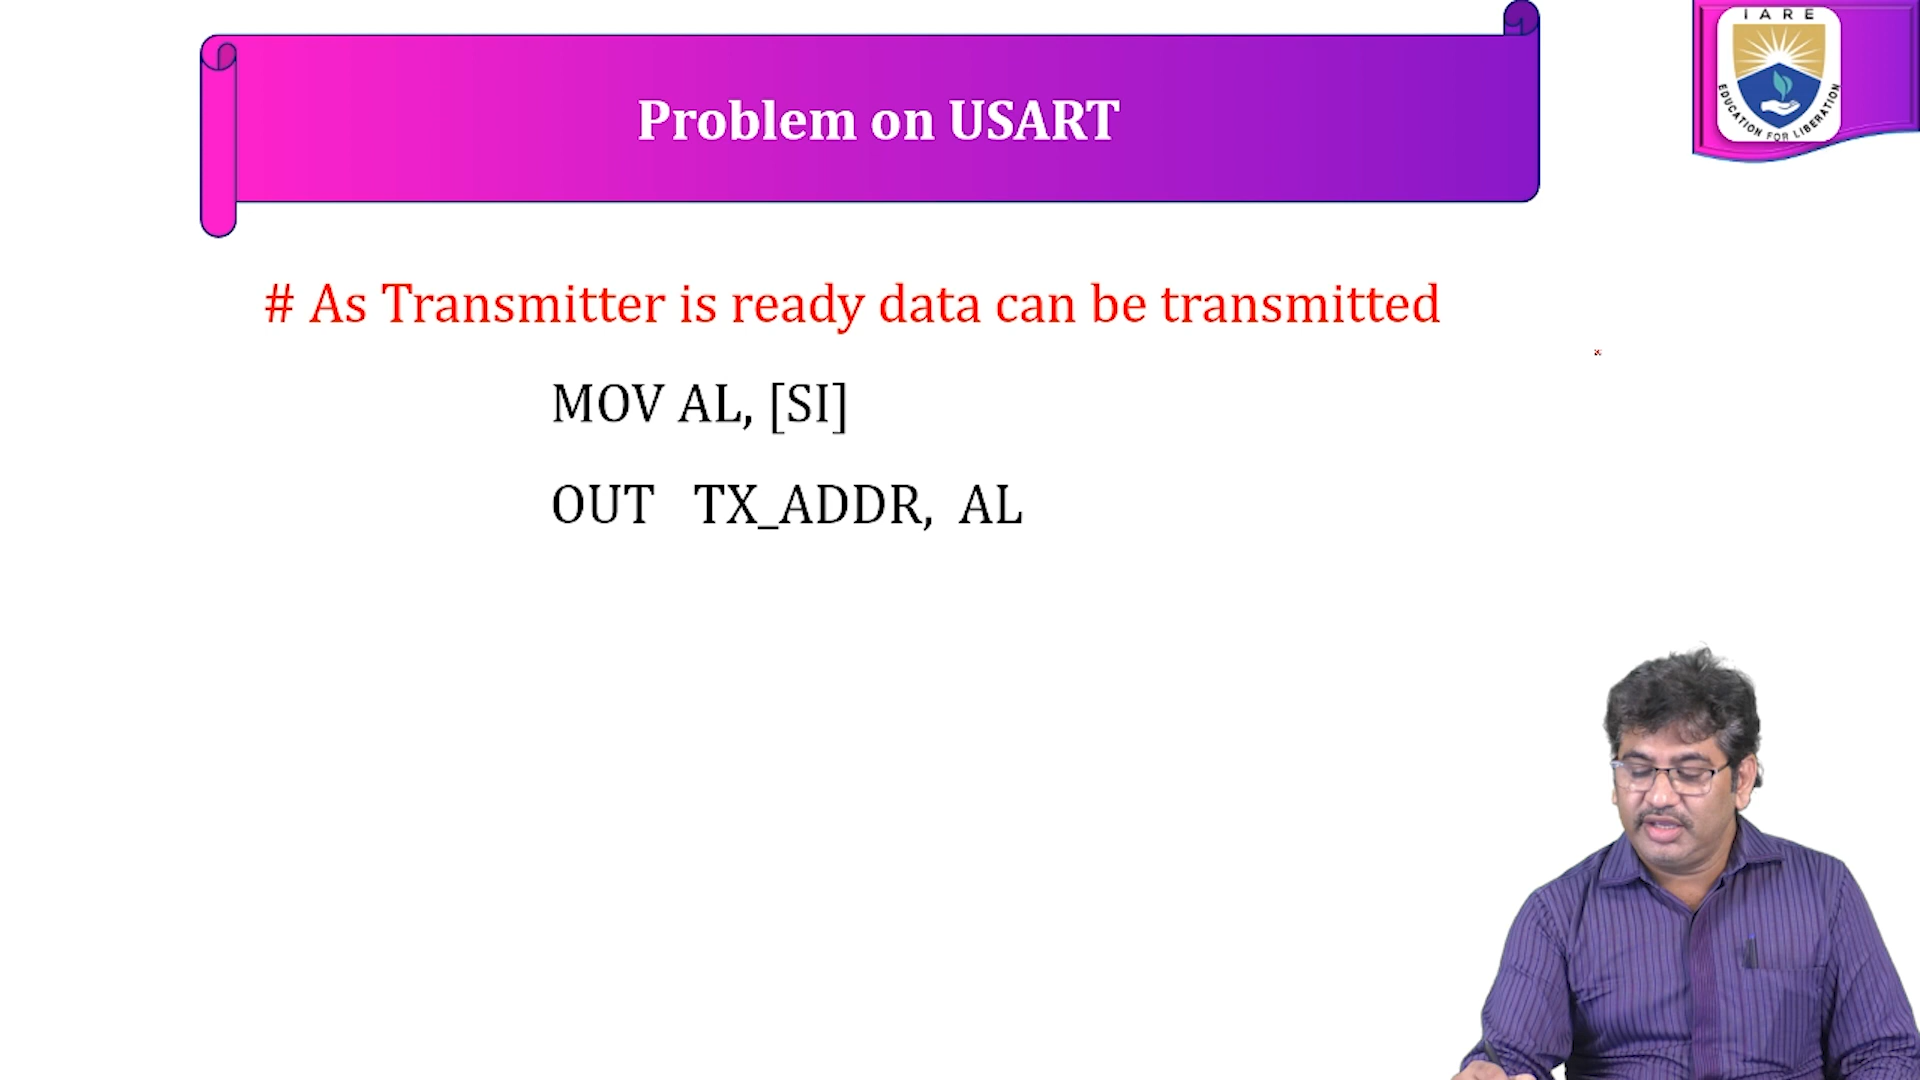 IARE
EDUCATION FOR LIBERATION
Problem on USART
# As Transmitter is ready data can be transmitted
MOV AL, [SI]
OUT TX_ADDR, AL